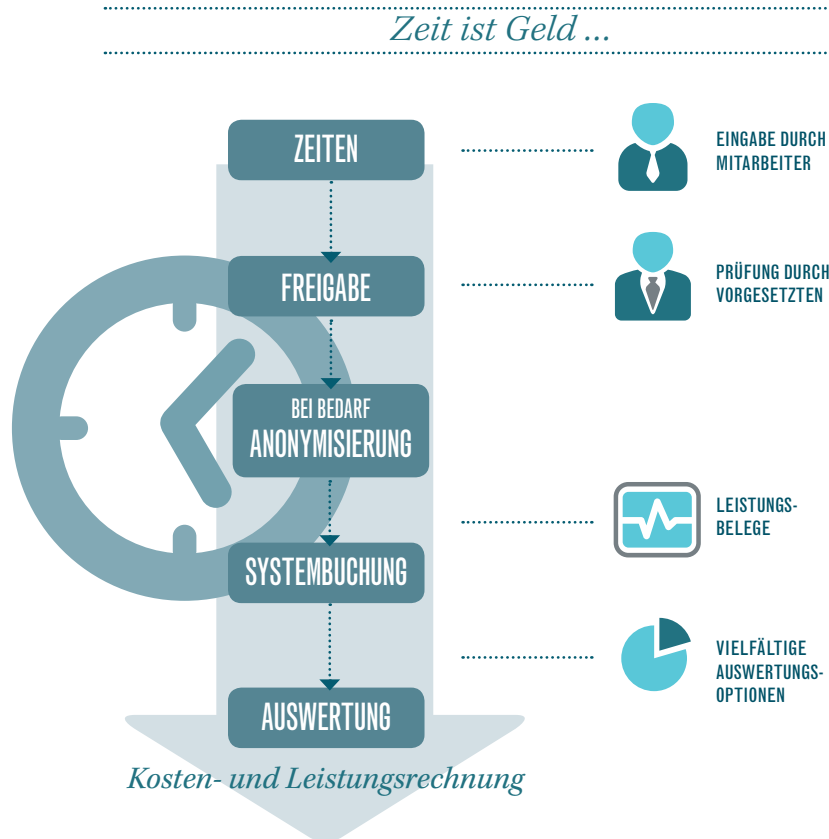 Zeit ist Geld ...
ZEITEN
EINGABE DURCH
MITARBEITER
FREIGABE
PRÜFUNG DURCH
VORGESETZTEN
BEI BEDARF
ANONYMISIERUNG
LEISTUNGS-
BELEGE
SYSTEMBUCHUNG
VIELFÄLTIGE
AUSWERTUNGS-
OPTIONEN
AUSWERTUNG
Kosten- und Leistungsrechnung